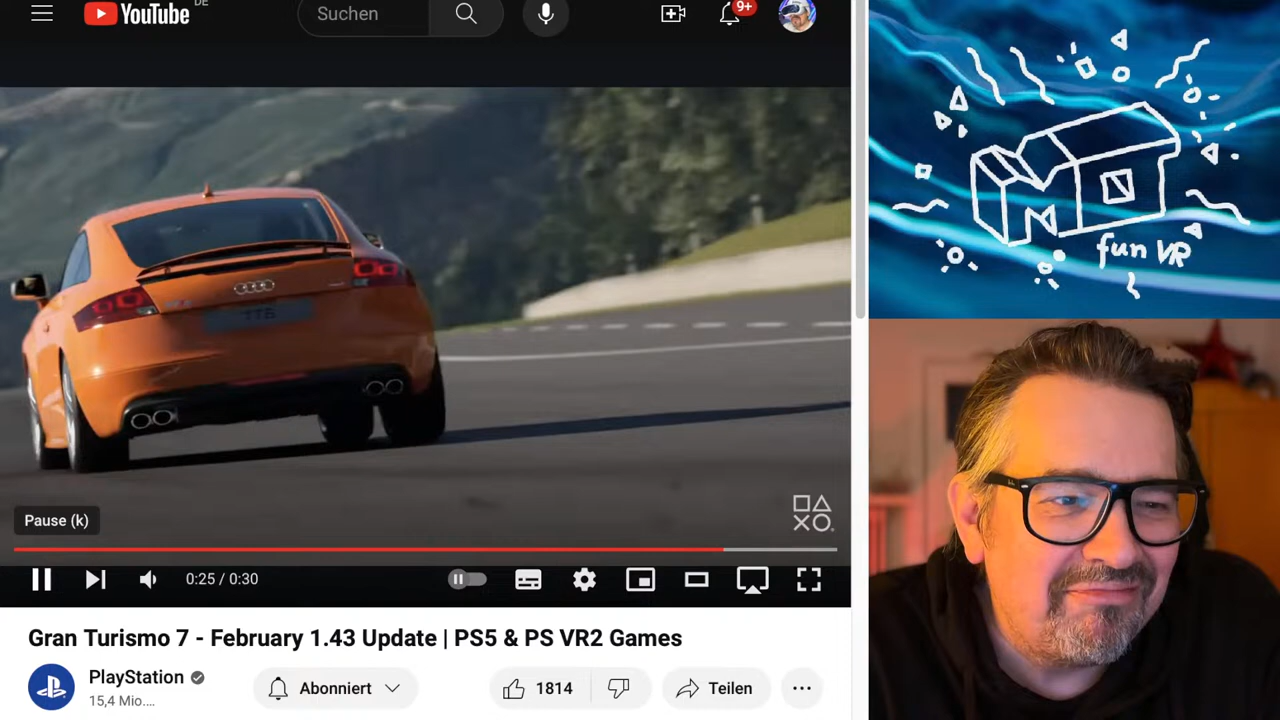 YouTube DE
Suchen
9+
TTS
Pause (k)
0:25 / 0:30
Gran Turismo 7 - February 1.43 Update | PS5 & PS VR2 Games
PlayStation
15,4 Mio....
Abonniert
1814
Teilen
fun VR